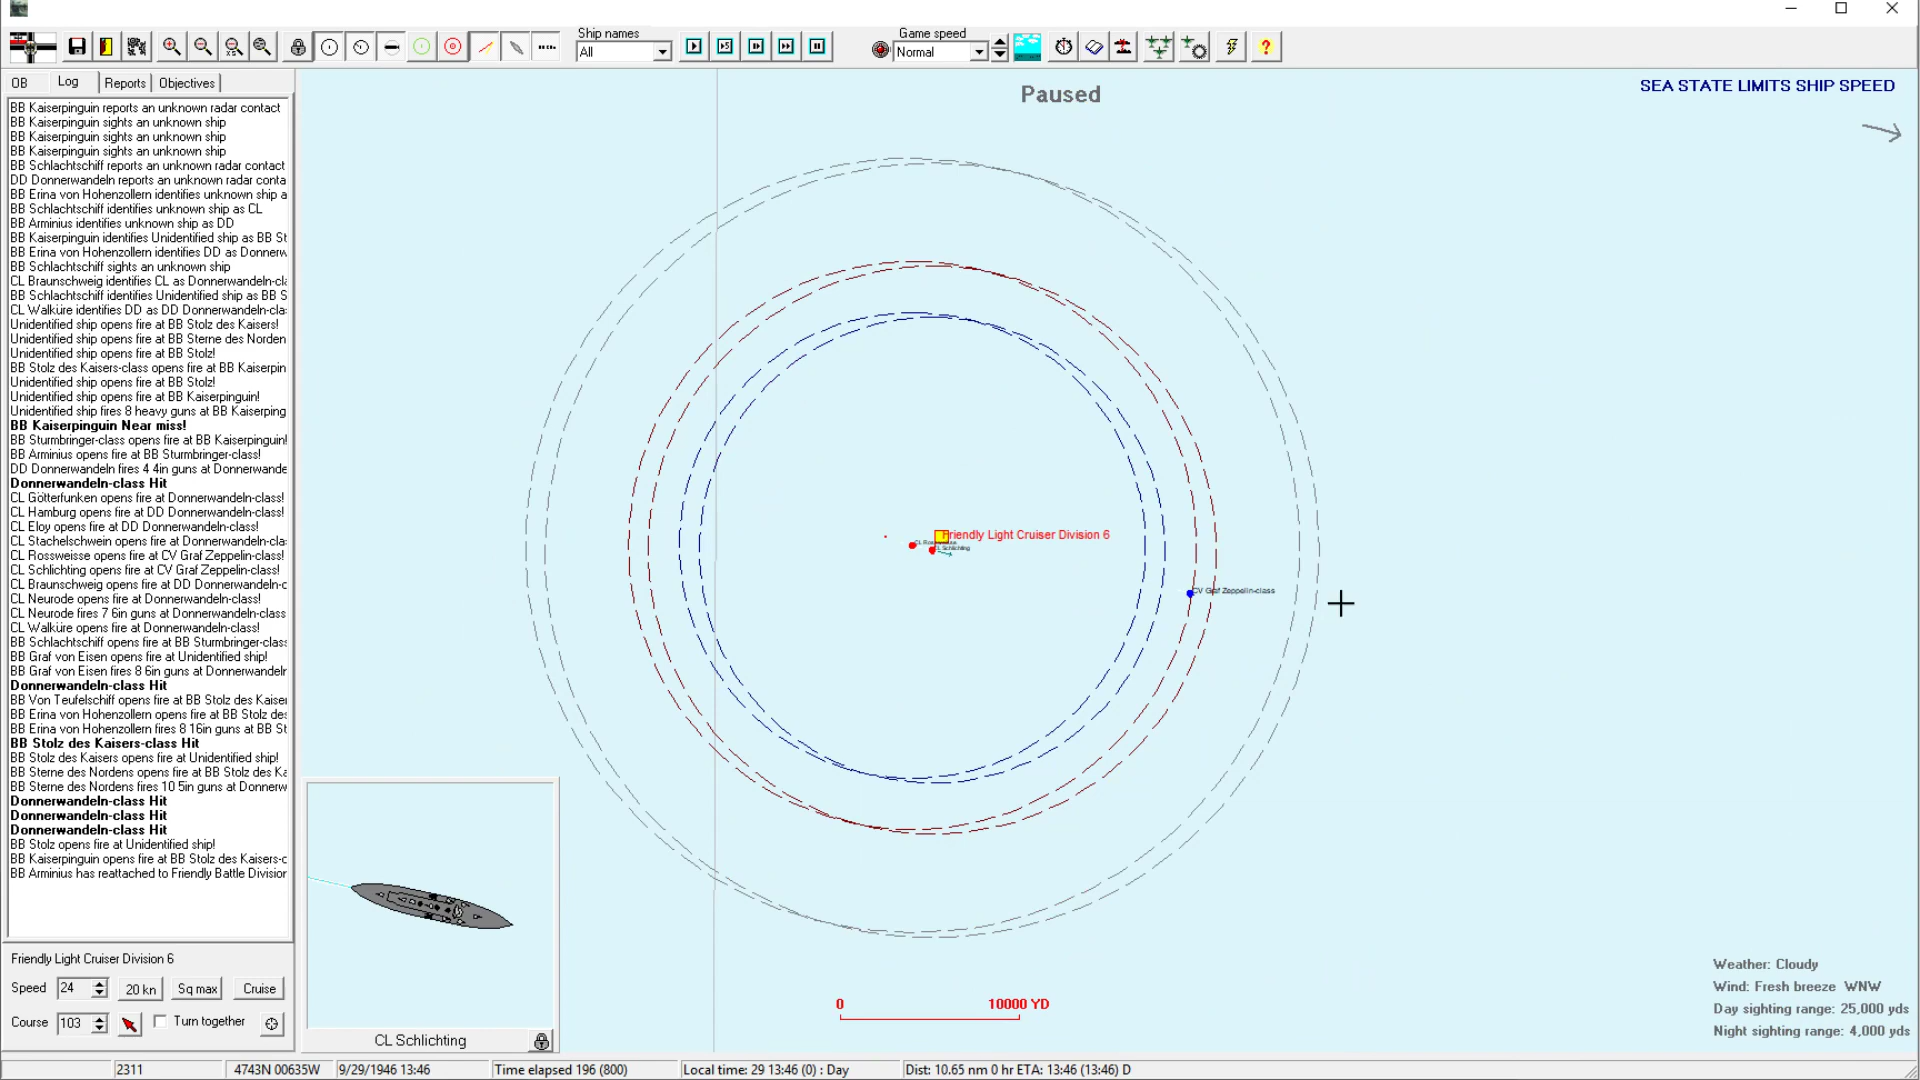 Ship names
All
Game speed
Normal
OB
Log
Reports
Objectives
Paused
SEA STATE LIMITS SHIP SPEED
BB Kaiserpinguin reports an unknown radar contact
BB Kaiserpinguin sights an unknown ship
BB Kaiserpinguin sights an unknown ship
BB Kaiserpinguin sights an unknown ship
BB Schlachtschiff reports an unknown radar contact
DD Donnerwandeln reports an unknown radar conta
BB Erina von Hohenzollern identifies unknown ship a
BB Schlachtschiff identifies unknown ship as CL
BB Arminius identifies unknown ship as DD
BB Kaiserpinguin identifies Unidentified ship as BB St
BB Erina von Hohenzollern identifies DD as Donnerw
BB Schlachtschiff sights an unknown ship
CL Braunschweig identifies CL as Donnerwandeln-cla
BB Schlachtschiff identifies Unidentified ship as BB S
CL Walküre identifies DD as DD Donnerwandeln-cla
Unidentified ship opens fire at BB Stolz des Kaisers!
Unidentified ship opens fire at BB Sterne des Norden
Unidentified ship opens fire at BB Stolz!
BB Stolz des Kaisers-class opens fire at BB Kaiserpin
Unidentified ship opens fire at BB Stolz!
Unidentified ship opens fire at BB Kaiserpinguin!
Unidentified ship fires 8 heavy guns at BB Kaiserping
BB Kaiserpinguin Near miss!
BB Sturmbringer-class opens fire at BB Kaiserpinguin!
BB Arminius opens fire at BB Sturmbringer-class!
DD Donnerwandeln fires 4 4in guns at Donnerwande
Donnerwandeln-class Hit
CL Götterfunken opens fire at Donnerwandeln-class!
CL Hamburg opens fire at DD Donnerwandeln-class!
CL Eloy opens fire at DD Donnerwandeln-class!
CL Stachelschwein opens fire at Donnerwandeln-cla
CL Rossweisse opens fire at CV Graf Zeppelin-class!
CL Schlichting opens fire at CV Graf Zeppelin-class!
CL Braunschweig opens fire at DD Donnerwandeln-c
CL Neurode opens fire at Donnerwandeln-class!
CL Neurode fires 7 6in guns at Donnerwandeln-class
CL Walküre opens fire at Donnerwandeln-class!
BB Schlachtschiff opens fire at BB Sturmbringer-class
BB Graf von Eisen opens fire at Unidentified ship!
BB Graf von Eisen fires 8 6in guns at Donnerwandeln
Donnerwandeln-class Hit
BB Von Teufelschiff opens fire at BB Stolz des Kaiser
BB Erina von Hohenzollern opens fire at BB Stolz des
BB Erina von Hohenzollern fires 8 16in guns at BB St
BB Stolz des Kaisers-class Hit
BB Stolz des Kaisers opens fire at Unidentified ship!
BB Sterne des Nordens opens fire at BB Stolz des Ka
BB Sterne des Nordens fires 10 5in guns at Donnerw
Donnerwandeln-class Hit
Donnerwandeln-class Hit
Donnerwandeln-class Hit
BB Stolz opens fire at Unidentified ship!
BB Kaiserpinguin opens fire at BB Stolz des Kaisers-c
BB Arminius has reattached to Friendly Battle Division
Friendly Light Cruiser Division 6
CL Schlichting
CV Graf Zeppelin-class
0 10000 YD
Weather: Cloudy
Wind: Fresh breeze WNW
Day sighting range: 25,000 yds
Night sighting range: 4,000 yds
Friendly Light Cruiser Division 6
Speed 24 20 kn Sq max Cruise
Course 103 Turn together
CL Schlichting
2311 4743N 00635W 9/29/1946 13:46 Time elapsed 196 (800) Local time: 29 13:46 (0) : Day Dist: 10.65 nm 0 hr ETA: 13:46 (13:46) D